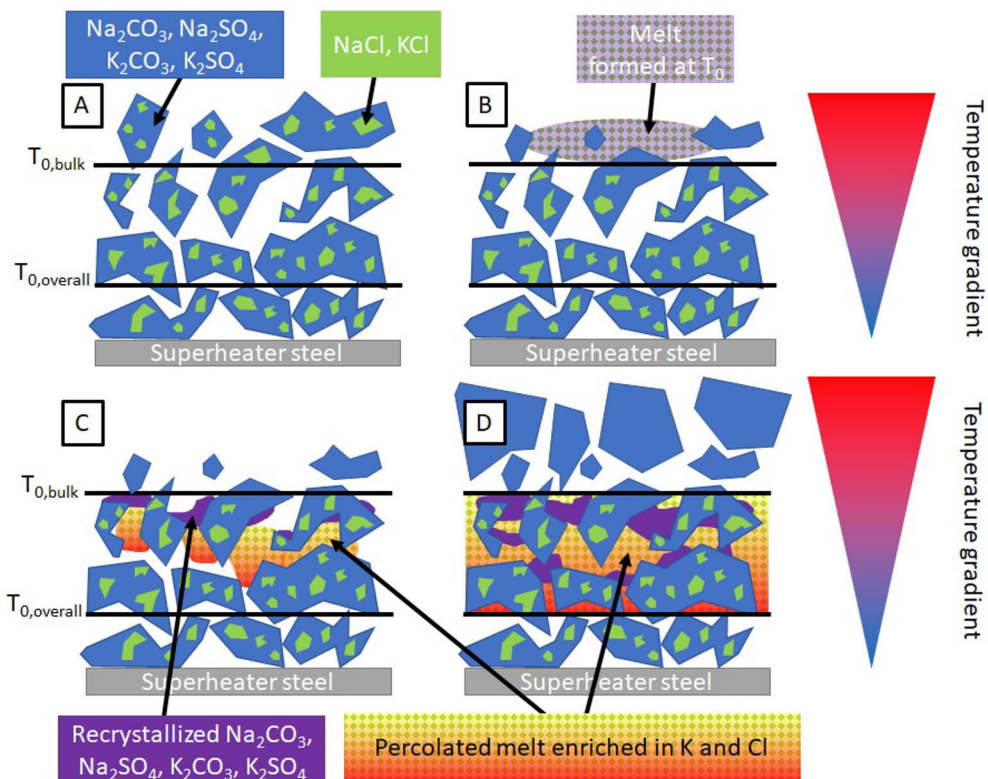 Na₂CO₃, Na₂SO₄,
K₂CO₃, K₂SO₄
NaCl, KCl
Melt
formed at T₀
A
B
T₀,bulk
T₀,overall
Superheater steel
Superheater steel
Temperature gradient
C
D
T₀,bulk
T₀,overall
Superheater steel
Superheater steel
Temperature gradient
Recrystallized Na₂CO₃,
Na₂SO₄, K₂CO₃, K₂SO₄
Percolated melt enriched in K and Cl